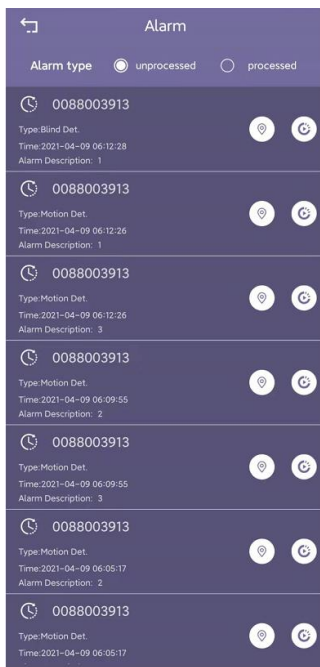 Alarm
Alarm type unprocessed processed
0088003913
Type:Blind Det.
Time:2021-04-09 06:12:28
Alarm Description: 1
0088003913
Type:Motion Det.
Time:2021-04-09 06:12:26
Alarm Description: 1
0088003913
Type:Motion Det.
Time:2021-04-09 06:12:26
Alarm Description: 3
0088003913
Type:Motion Det.
Time:2021-04-09 06:09:55
Alarm Description: 2
0088003913
Type:Motion Det.
Time:2021-04-09 06:09:55
Alarm Description: 3
0088003913
Type:Motion Det.
Time:2021-04-09 06:05:17
Alarm Description: 2
0088003913
Type:Motion Det.
Time:2021-04-09 06:05:17